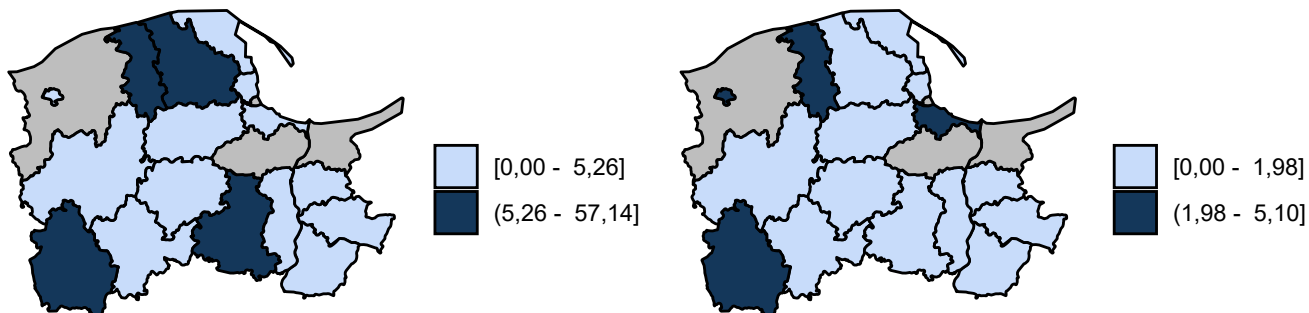 [0,00 - 5,26]
(5,26 - 57,14]
[0,00 - 1,98]
(1,98 - 5,10]